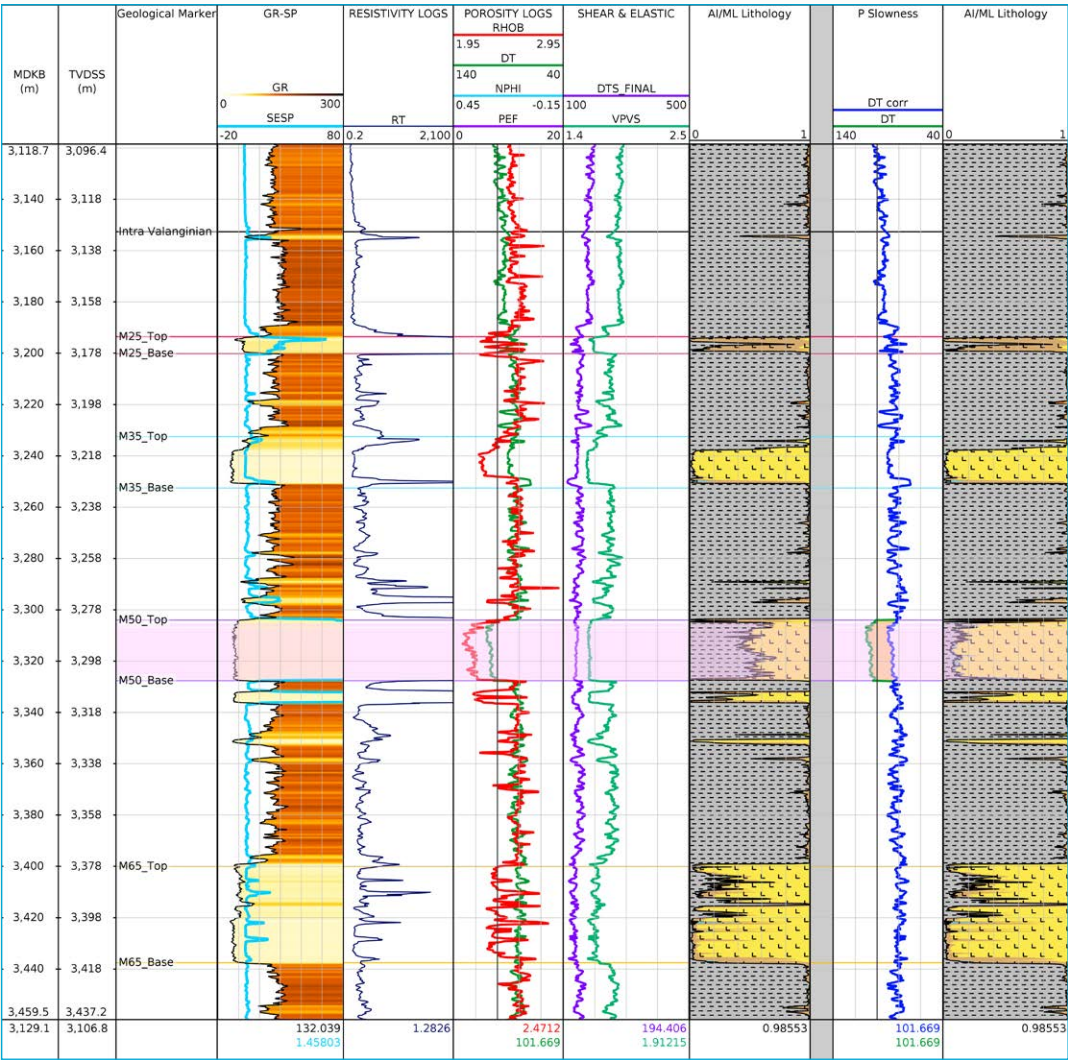 Geological Marker GR-SP RESISTIVITY LOGS POROSITY LOGS SHEAR & ELASTIC AI/ML Lithology P Slowness AI/ML Lithology
RHOB
1.95 2.95
MDKB TVDSS DT
(m) (m) 140 40
GR NPHI DTS_FINAL DT corr
0 300 0.45 -0.15 100 500
SESP RT PEF VPVS DT
-20 80 0.2 2,100 0 20 1.4 2.5 0 1 140 40 0 1
3,118.7 3,096.4
3,140 3,118
Intra Valanginian
3,160 3,138
3,180 3,158
M25_Top
3,200 3,178 M25_Base
3,220 3,198
M35_Top
3,240 3,218
M35_Base
3,260 3,238
3,280 3,258
3,300 3,278
M50_Top
3,320 3,298
M50_Base
3,340 3,318
3,360 3,338
3,380 3,358
3,400 3,378 M65_Top
3,420 3,398
M65_Base
3,440 3,418
3,459.5 3,437.2
3,129.1 3,106.8 132.039 1.2826 2.4712 194.406 0.98553 101.669 0.98553
1.45803 101.669 1.91215 101.669